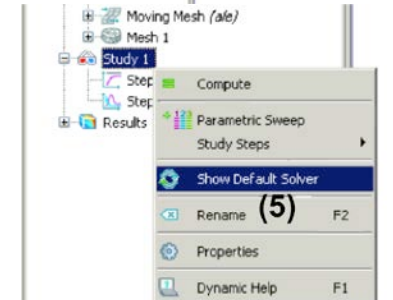 Moving Mesh (ale)
Mesh 1
Study 1
Step
Step
Results
Compute
Parametric Sweep
Study Steps
Show Default Solver
Rename F2
(5)
Properties
Dynamic Help F1